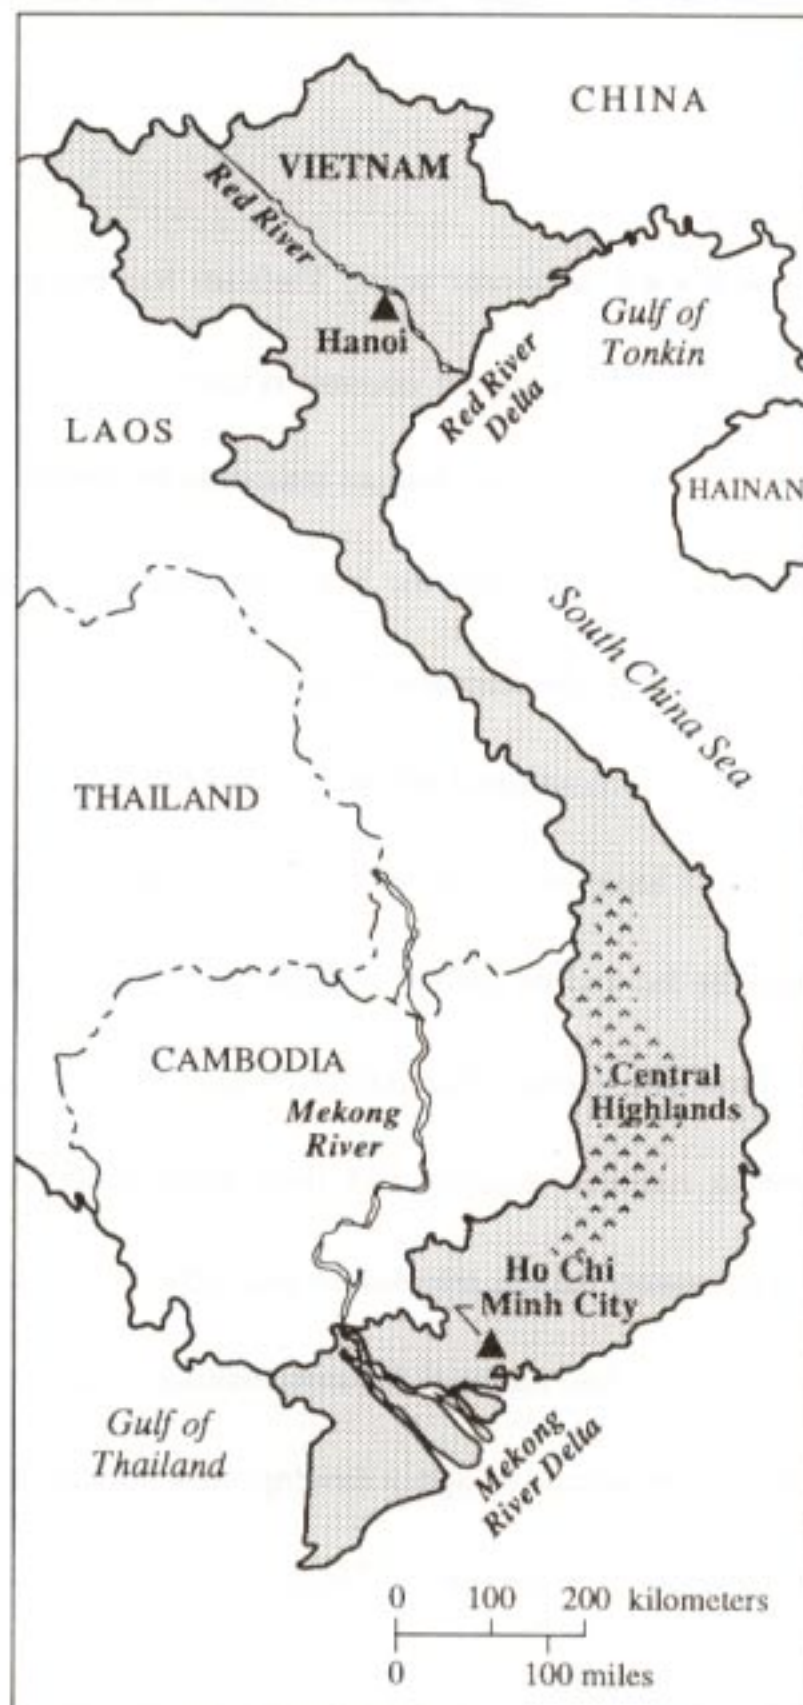 CHINA
VIETNAM
Red River
Hanoi
Gulf of
Tonkin
Red River
Delta
LAOS
HAINAN
South China Sea
THAILAND
CAMBODIA
Mekong
River
Central
Highlands
Ho Chi
Minh City
Gulf of
Thailand
Mekong
River Delta
0 100 200 kilometers
0 100 miles